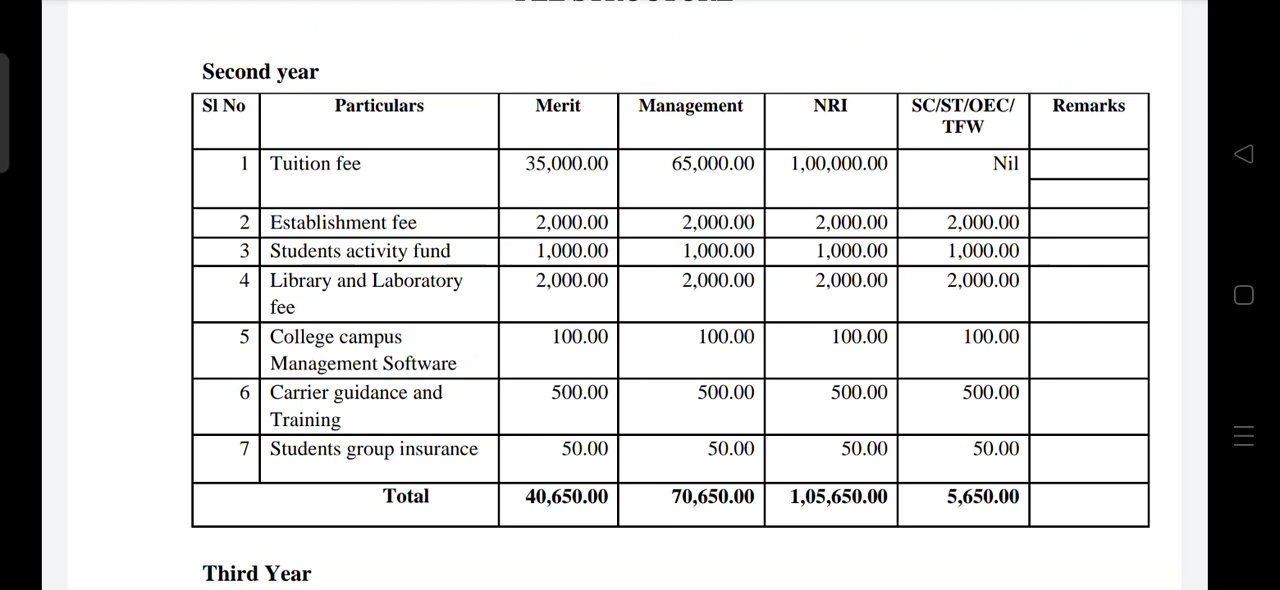 Second year
Sl No Particulars Merit Management NRI SC/ST/OEC/
TFW Remarks
1 Tuition fee 35,000.00 65,000.00 1,00,000.00 Nil
2 Establishment fee 2,000.00 2,000.00 2,000.00 2,000.00
3 Students activity fund 1,000.00 1,000.00 1,000.00 1,000.00
4 Library and Laboratory 2,000.00 2,000.00 2,000.00 2,000.00
fee
5 College campus 100.00 100.00 100.00 100.00
Management Software
6 Carrier guidance and 500.00 500.00 500.00 500.00
Training
7 Students group insurance 50.00 50.00 50.00 50.00
Total 40,650.00 70,650.00 1,05,650.00 5,650.00
Third Year